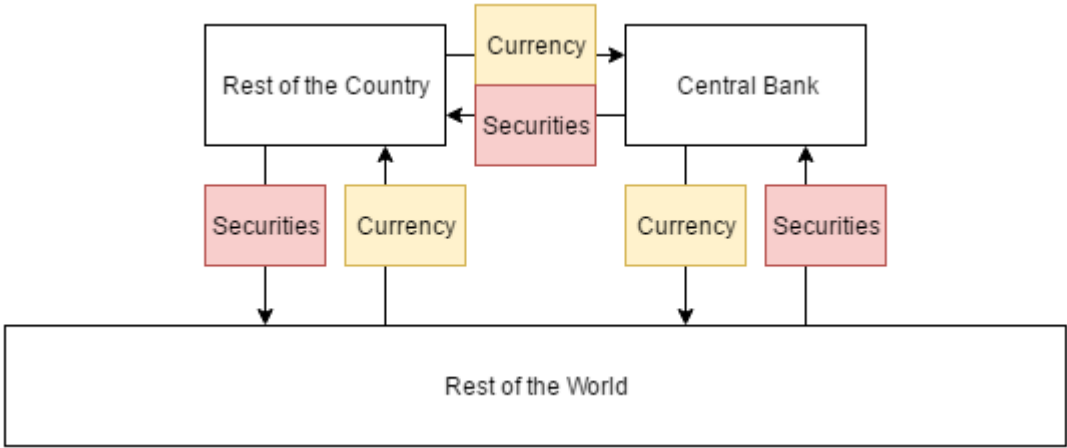 Currency
Rest of the Country
Central Bank
Securities
Securities
Currency
Currency
Securities
Rest of the World